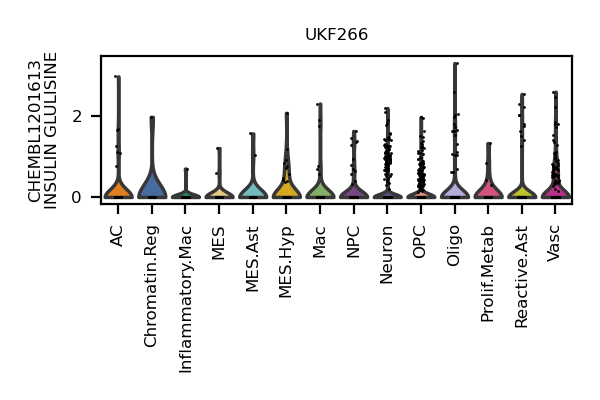 UKF266
CHEMBL1201613
INSULIN GLULISINE
2
0
AC
Chromatin.Reg
Inflammatory.Mac
MES
MES.Ast
MES.Hyp
Mac
NPC
Neuron
OPC
Oligo
Prolif.Metab
Reactive.Ast
Vasc